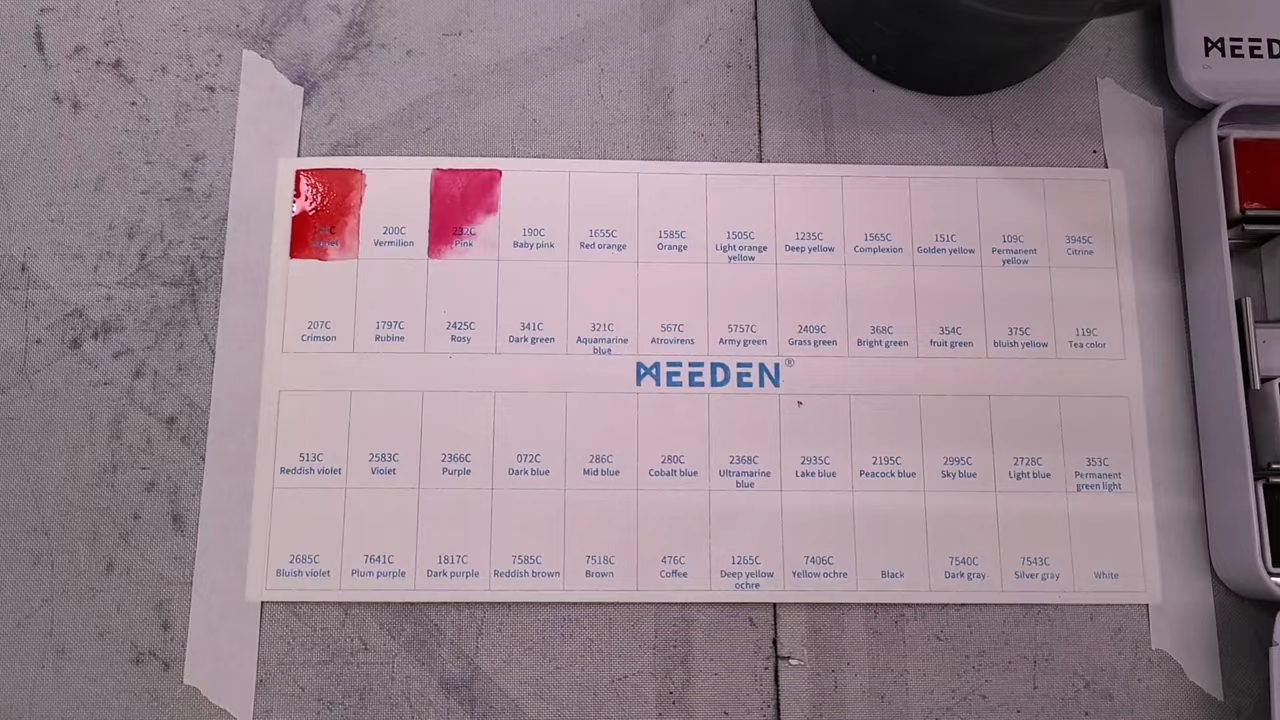 MEED
200C 232C 190C 1655C 1585C 1505C 1235C 1565C 151C 109C 3945C
Vermilion Pink Baby pink Red orange Orange Light orange Deep yellow Complexion Golden yellow Permanent Citrine
yellow yellow
207C 1797C 2425C 341C 321C 567C 5757C 2409C 368C 354C 375C 119C
Crimson Rubine Rosy Dark green Aquamarine Atrovirens Army green Grass green Bright green fruit green bluish yellow Tea color
blue
MEEDEN®
513C 2583C 2366C 072C 286C 280C 2368C 2935C 2195C 2995C 2728C 353C
Reddish violet Violet Purple Dark blue Mid blue Cobalt blue Ultramarine Lake blue Peacock blue Sky blue Light blue Permanent
blue green light
2685C 7641C 1817C 7585C 7518C 476C 1265C 7406C 7540C 7543C
Bluish violet Plum purple Dark purple Reddish brown Brown Coffee Deep yellow Yellow ochre Black Dark gray Silver gray White
ochre